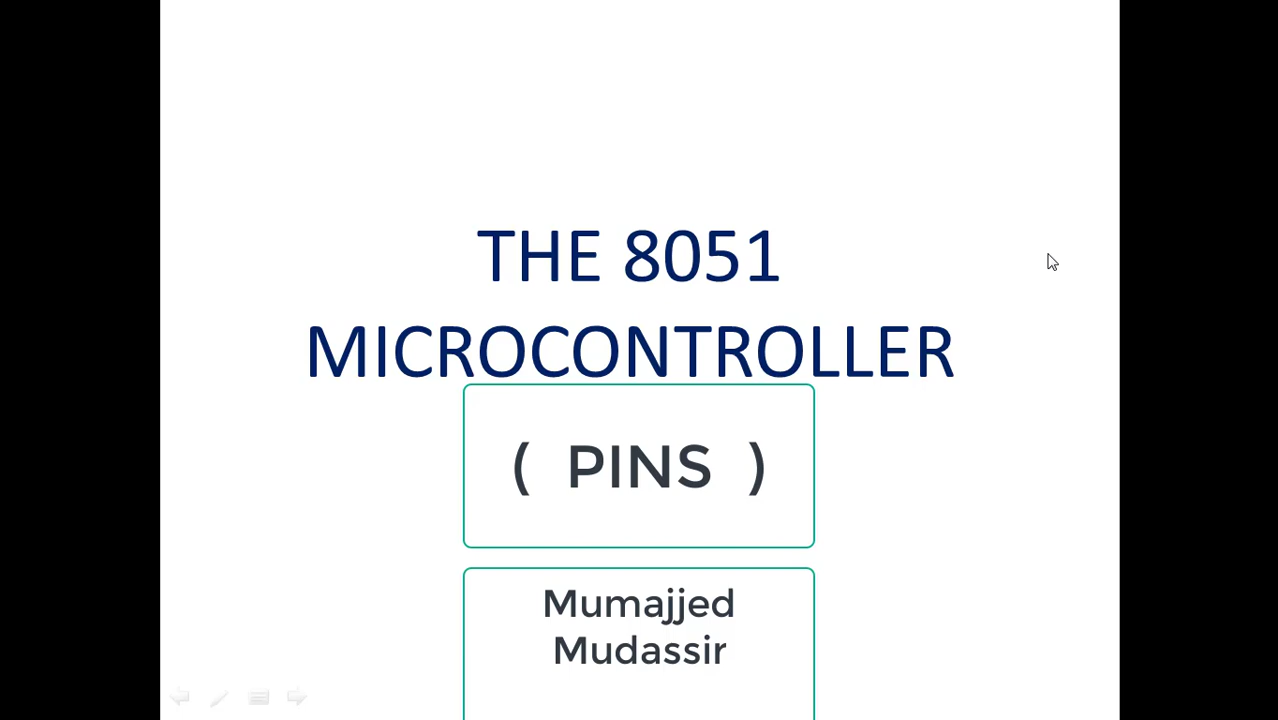 THE 8051
MICROCONTROLLER
( PINS )
Mumajjed
Mudassir